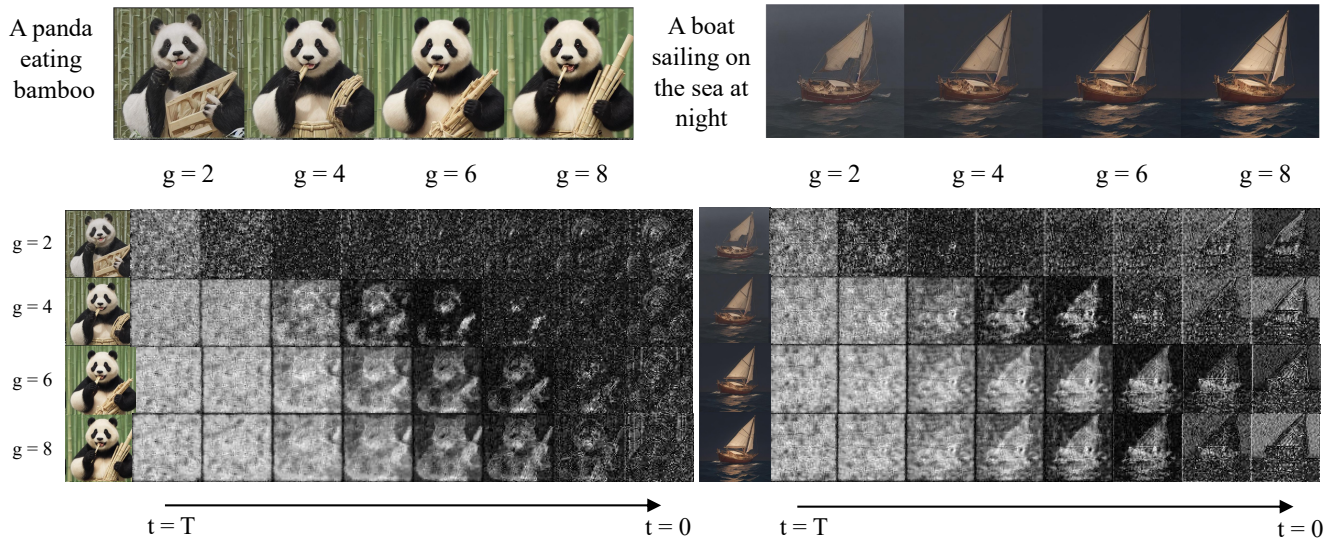 A panda
eating
bamboo
A boat
sailing on
the sea at
night
g = 2
g = 4
g = 6
g = 8
g = 2
g = 4
g = 6
g = 8
g = 2
g = 4
g = 6
g = 8
t = T
t = 0
t = T
t = 0